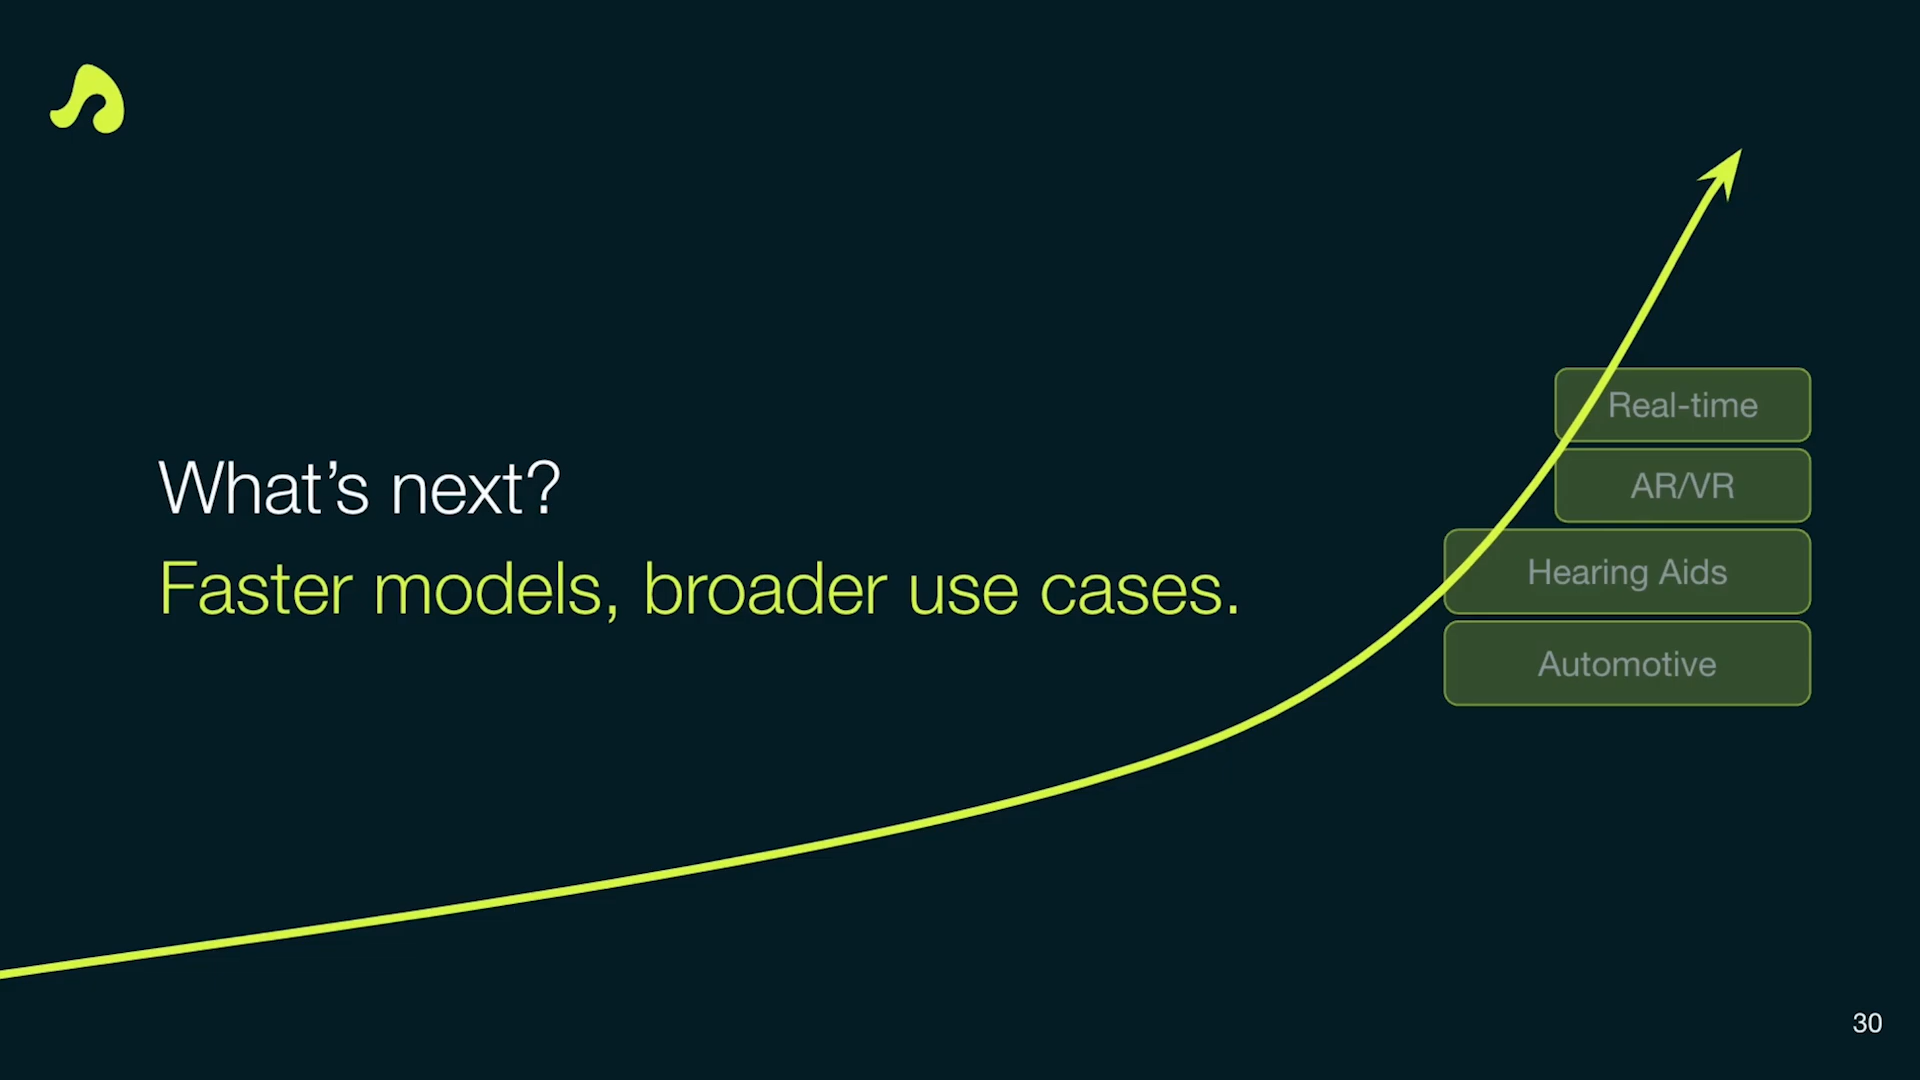 What’s next?
Faster models, broader use cases.
Real-time
AR/VR
Hearing Aids
Automotive
30